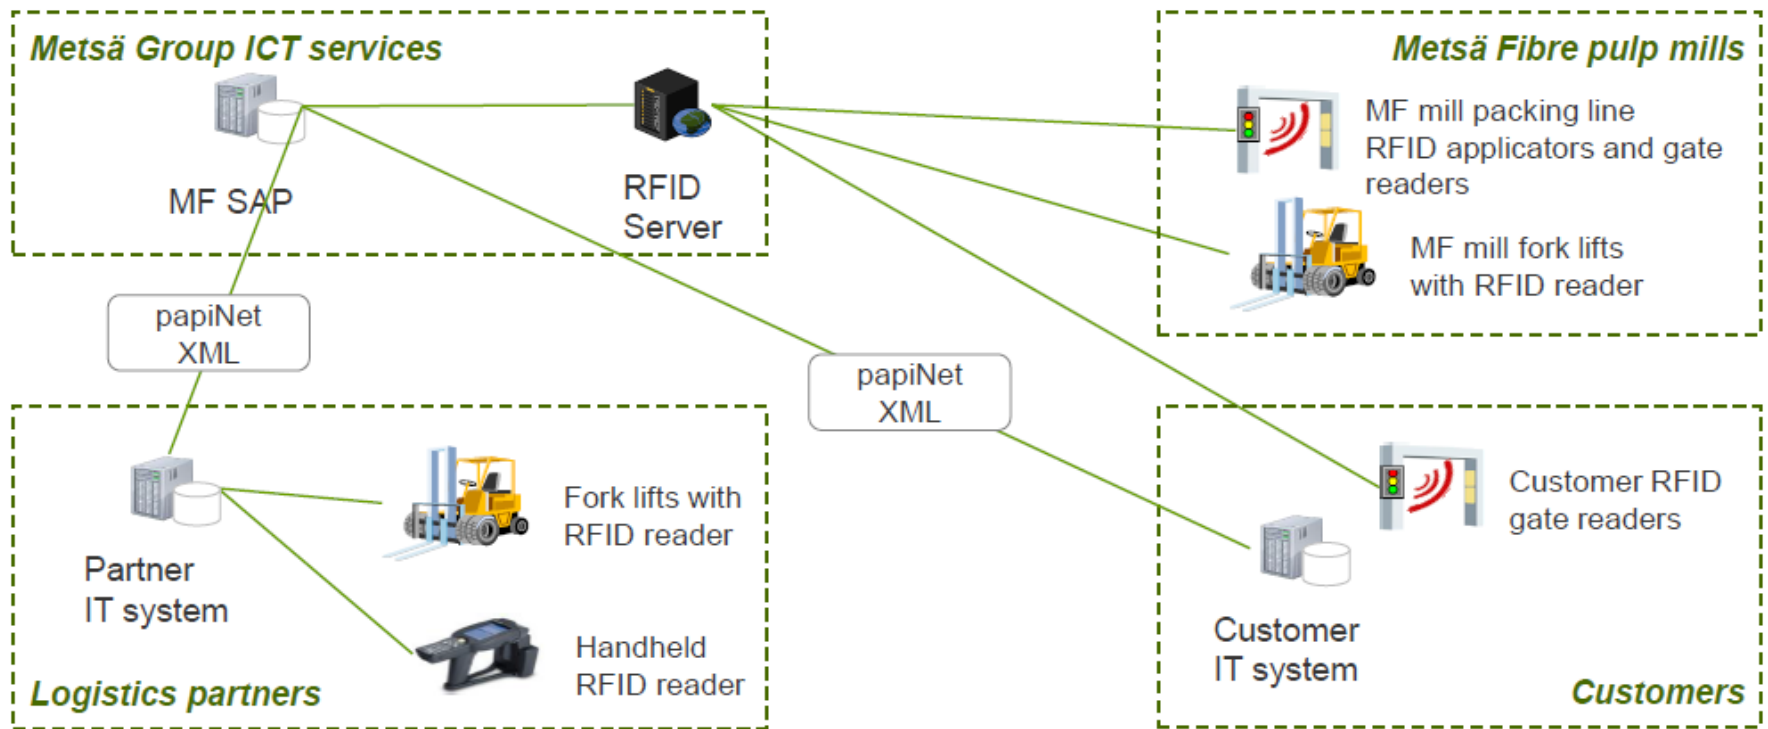 Metsä Group ICT services
MF SAP
RFID
Server
Metsä Fibre pulp mills
MF mill packing line
RFID applicators and gate
readers
MF mill fork lifts
with RFID reader
papiNet
XML
papiNet
XML
Partner
IT system
Fork lifts with
RFID reader
Handheld
RFID reader
Logistics partners
Customer RFID
gate readers
Customer
IT system
Customers